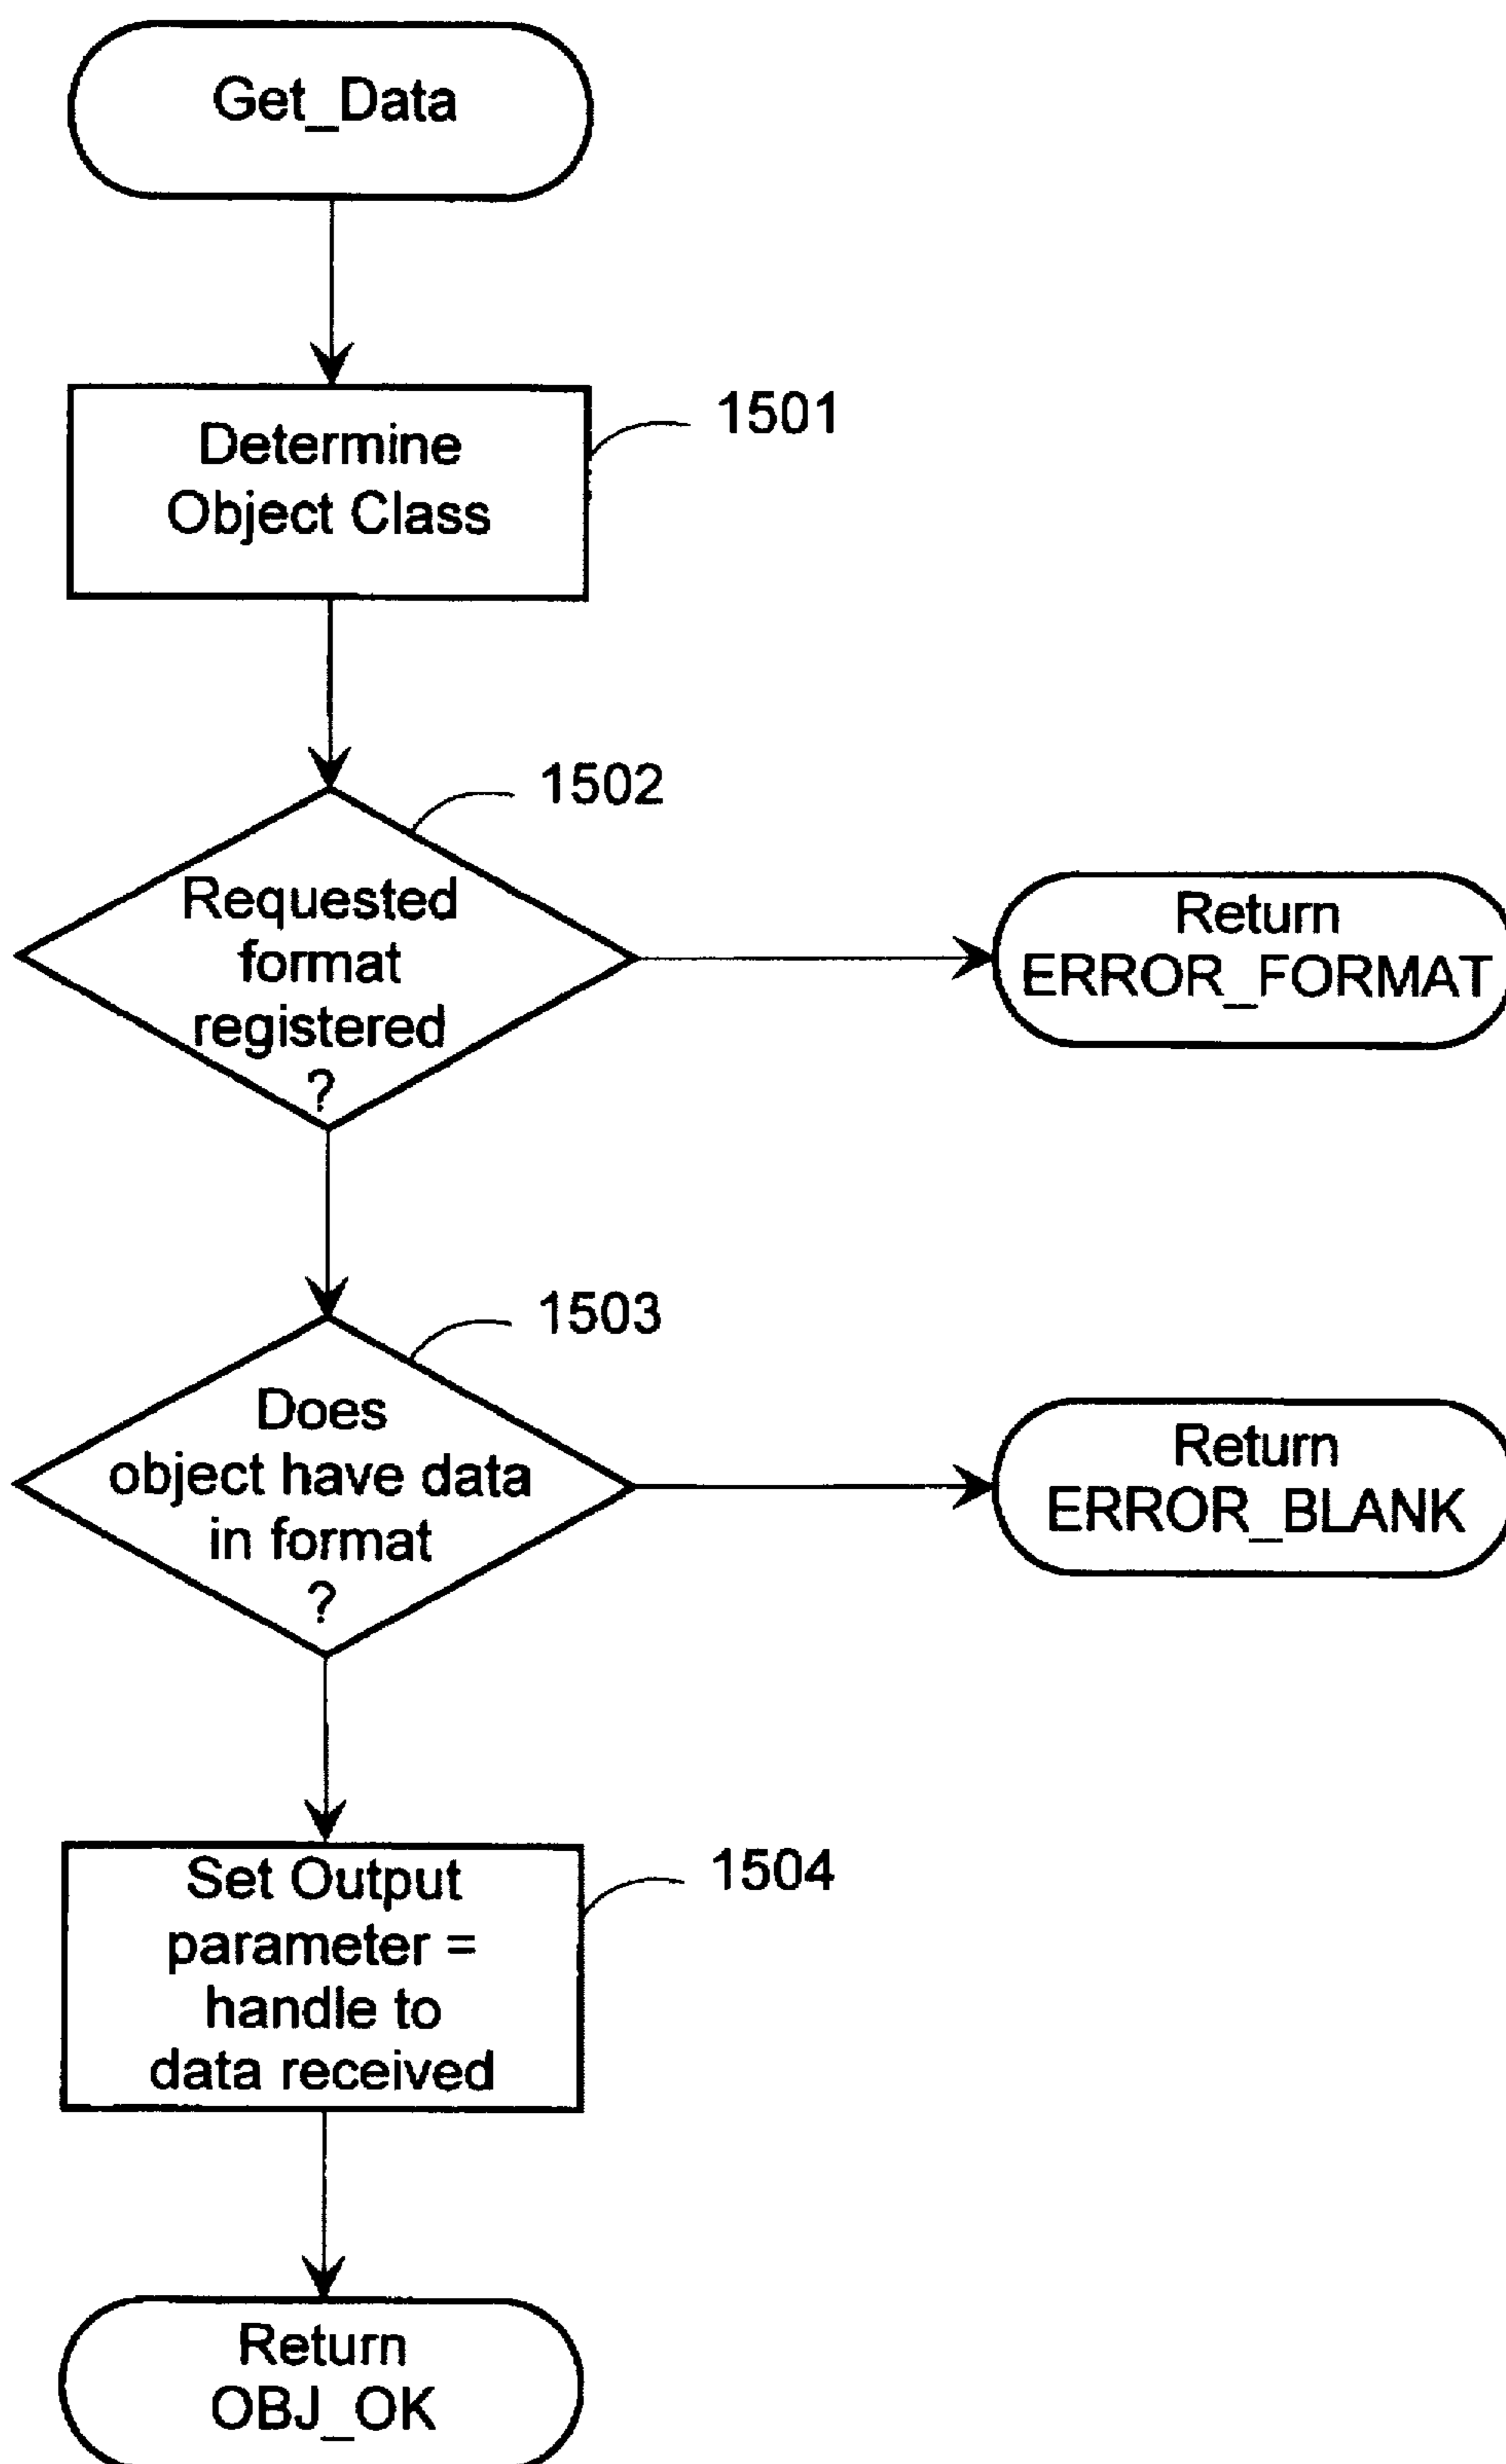 Get_Data
Determine
Object Class
1501
1502
Requested
format
registered
?
Return
ERROR_FORMAT
1503
Does
object have data
in format
?
Return
ERROR_BLANK
Set Output
parameter =
handle to
data received
1504
Return
OBJ_OK